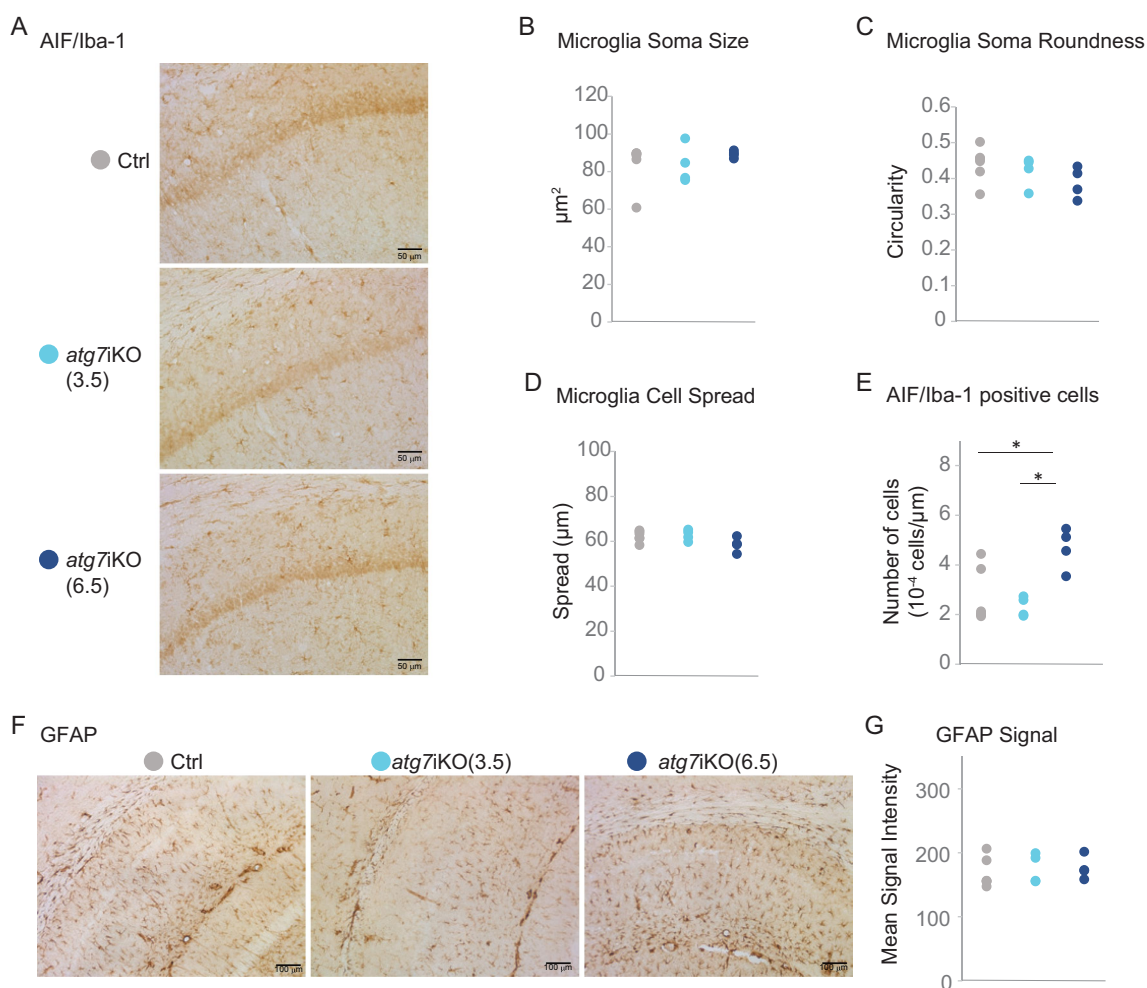 A
AIF/Iba-1
Ctrl
50 μm
atg7iKO
(3.5)
50 μm
atg7iKO
(6.5)
50 μm
B
Microglia Soma Size
120
100
80
60
40
20
0
μm²
C
Microglia Soma Roundness
0.6
0.5
0.4
0.3
0.2
0.1
0
Circularity
D
Microglia Cell Spread
100
80
60
40
20
0
Spread (μm)
E
AIF/Iba-1 positive cells
*
*
8
6
4
2
0
Number of cells
(10⁻⁴ cells/μm)
F
GFAP
Ctrl
atg7iKO(3.5)
atg7iKO(6.5)
100 μm
100 μm
100 μm
G
GFAP Signal
300
200
100
0
Mean Signal Intensity